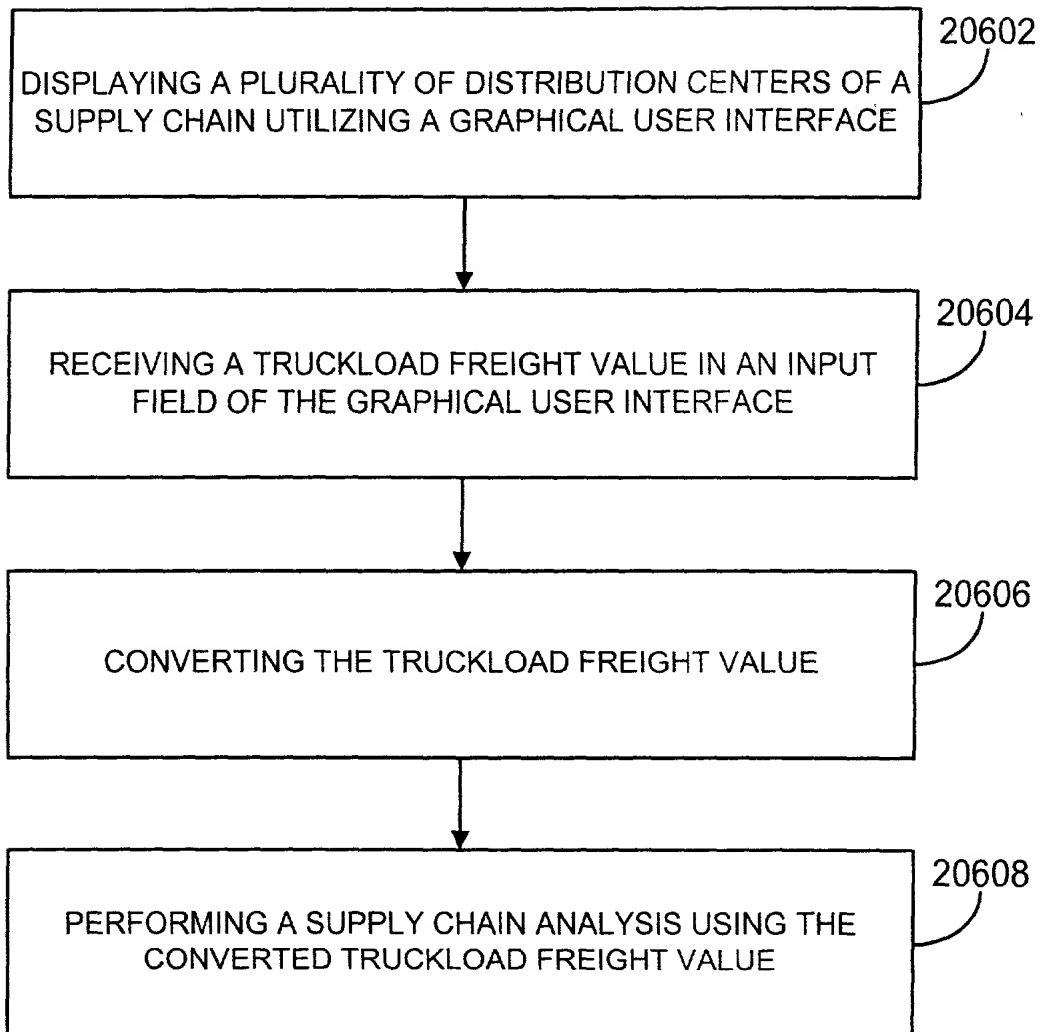 20602
DISPLAYING A PLURALITY OF DISTRIBUTION CENTERS OF A
SUPPLY CHAIN UTILIZING A GRAPHICAL USER INTERFACE
20604
RECEIVING A TRUCKLOAD FREIGHT VALUE IN AN INPUT
FIELD OF THE GRAPHICAL USER INTERFACE
20606
CONVERTING THE TRUCKLOAD FREIGHT VALUE
20608
PERFORMING A SUPPLY CHAIN ANALYSIS USING THE
CONVERTED TRUCKLOAD FREIGHT VALUE